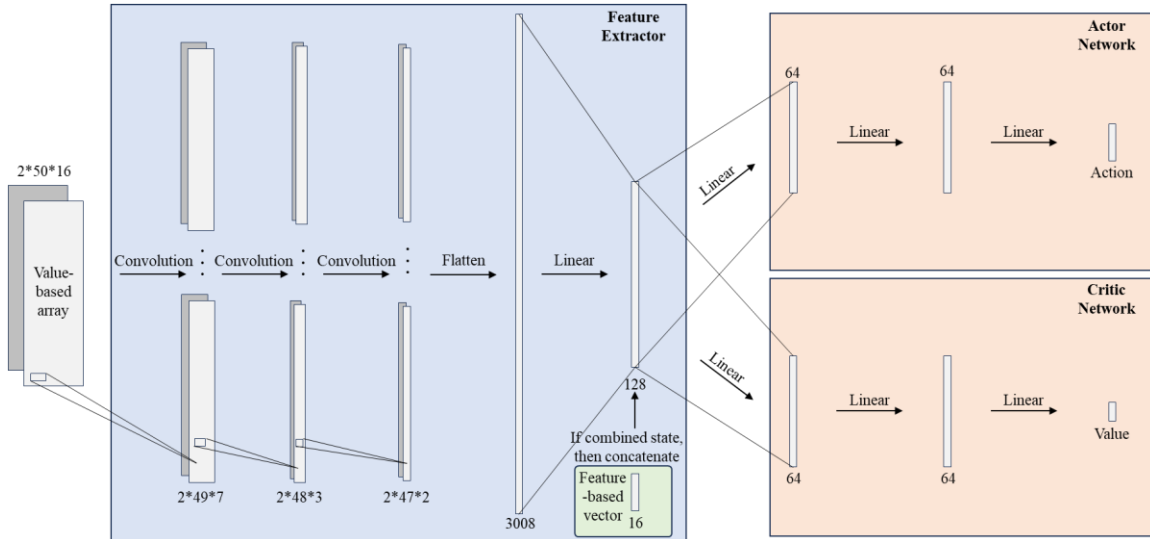 2*50*16
Value-
based
array
Feature
Extractor
Convolution
Convolution
Convolution
Flatten
Linear
2*49*7
2*48*3
2*47*2
3008
128
If combined state,
then concatenate
Feature
-based
vector
16
Linear
Linear
Actor
Network
64
Linear
64
Linear
Action
Critic
Network
Linear
Linear
Value
64
64